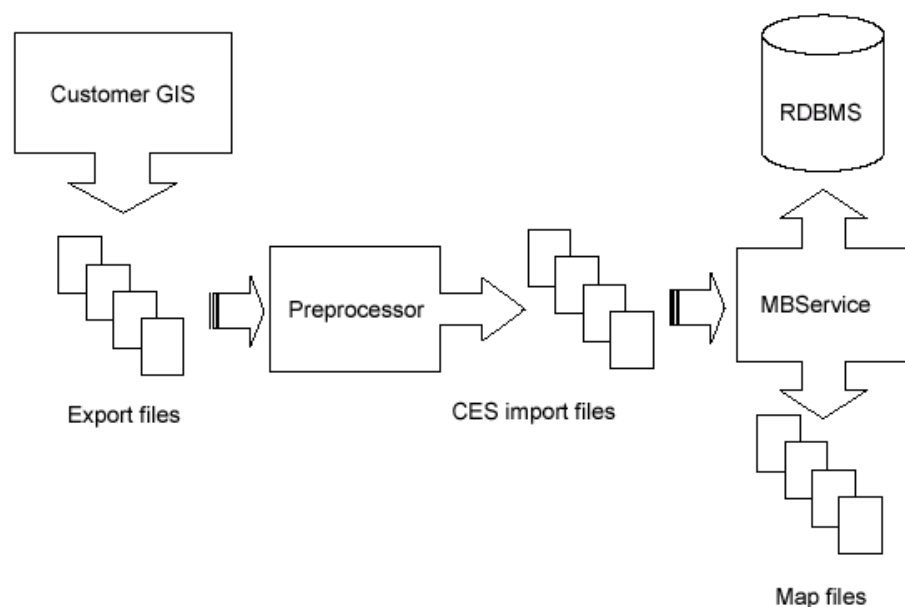 Customer GIS
RDBMS
Preprocessor
MBService
Export files
CES import files
Map files